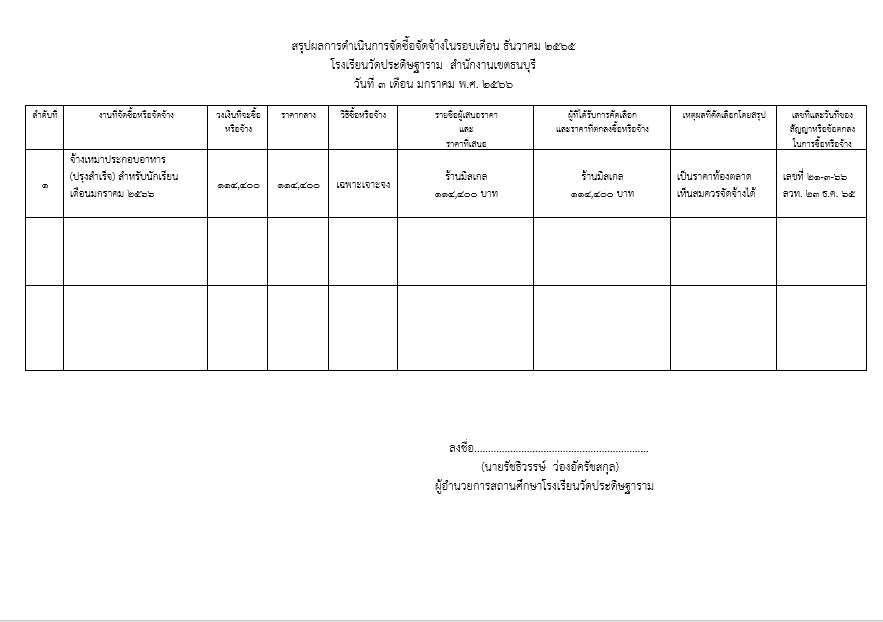 สรุปผลการดำเนินการจัดซื้อจัดจ้างในรอบเดือน ธันวาคม ๒๕๖๕
โรงเรียนวัดประดิษฐาราม สำนักงานเขตธนบุรี
วันที่ ๓ เดือน มกราคม พ.ศ. ๒๕๖๖
ลำดับที่
งานที่จัดซื้อหรือจัดจ้าง
วงเงินที่จะซื้อ
หรือจ้าง
ราคากลาง
วิธีซื้อหรือจ้าง
รายชื่อผู้เสนอราคา
และ
ราคาที่เสนอ
ผู้ที่ได้รับการคัดเลือก
และราคาที่ตกลงซื้อหรือจ้าง
เหตุผลที่คัดเลือกโดยสรุป
เลขที่และวันที่ของ
สัญญาหรือข้อตกลง
ในการซื้อหรือจ้าง
๑
จ้างเหมาประกอบอาหาร
(ปรุงสำเร็จ) สำหรับนักเรียน
เดือนมกราคม ๒๕๖๖
๑๑๔,๔๐๐
๑๑๔,๔๐๐
เฉพาะเจาะจง
ร้านมิสเกล
๑๑๔,๔๐๐ บาท
ร้านมิสเกล
๑๑๔,๔๐๐ บาท
เป็นราคาท้องตลาด
เห็นสมควรจัดจ้างได้
เลขที่ ๒๑-๓-๖๖
ลวท. ๒๓ ธ.ค. ๖๕
ลงชื่อ................................................................
(นายรัชธิวรรษ์ ว่องอัครัชสกุล)
ผู้อำนวยการสถานศึกษาโรงเรียนวัดประดิษฐาราม